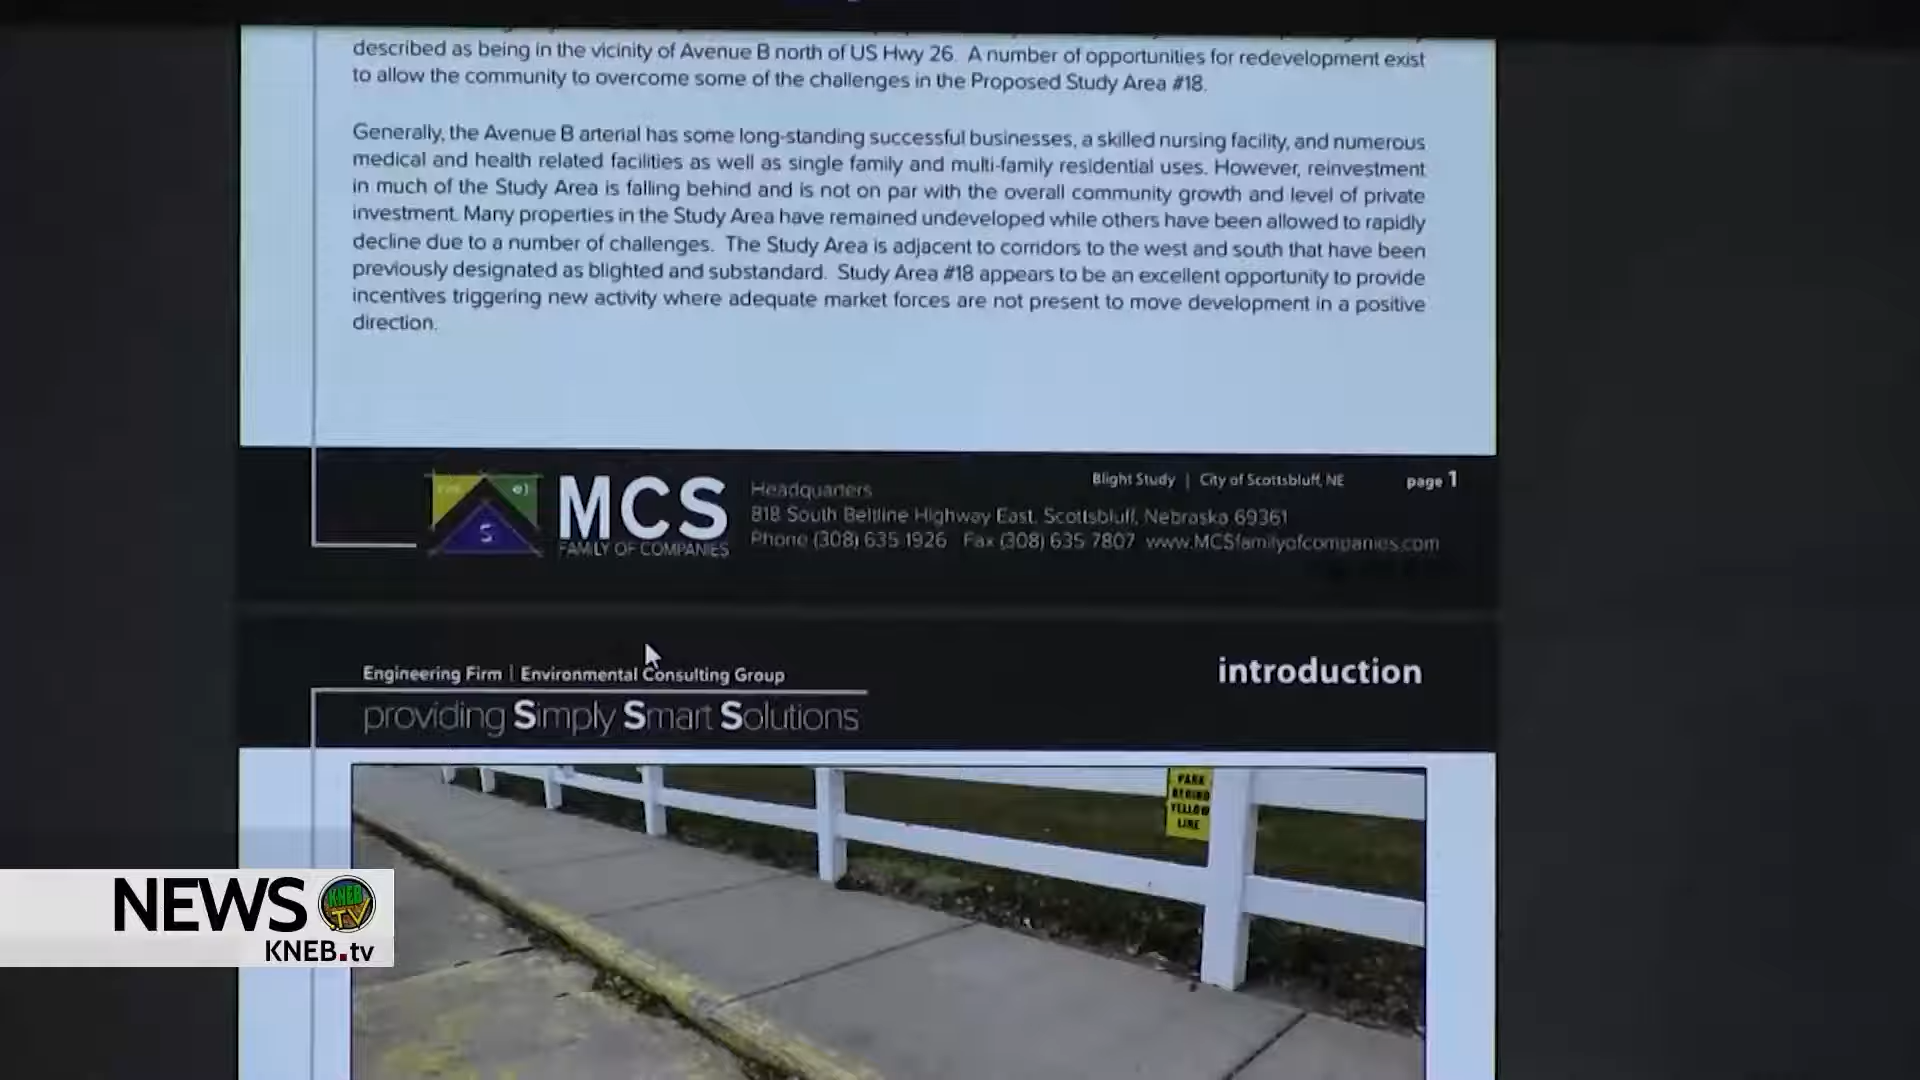 described as being in the vicinity of Avenue B north of US Hwy 26. A number of opportunities for redevelopment exist
to allow the community to overcome some of the challenges in the Proposed Study Area #18.
Generally, the Avenue B arterial has some long-standing successful businesses, a skilled nursing facility, and numerous
medical and health related facilities as well as single family and multi-family residential uses. However, reinvestment
in much of the Study Area is falling behind and is not on par with the overall community growth and level of private
investment. Many properties in the Study Area have remained undeveloped while others have been allowed to rapidly
decline due to a number of challenges. The Study Area is adjacent to corridors to the west and south that have been
previously designated as blighted and substandard. Study Area #18 appears to be an excellent opportunity to provide
incentives triggering new activity where adequate market forces are not present to move development in a positive
direction.
Blight Study | City of Scottsbluff, NE page 1
MCS
FAMILY OF COMPANIES
S
Headquarters
818 South Beltline Highway East, Scottsbluff, Nebraska 69361
Phone (308) 635 1926 Fax (308) 635 7807 www.MCSfamilyofcompanies.com
Engineering Firm | Environmental Consulting Group
introduction
providing Simply Smart Solutions
PARK
BEHIND
YELLOW
LINE
NEWS
KNEB
TV
KNEB.tv